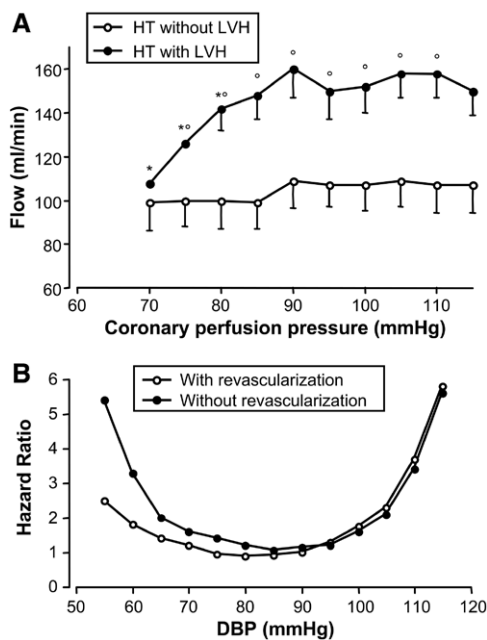 A
HT without LVH
HT with LVH
Flow (ml/min)
160
140
120
100
80
60
* *° *° ° ° ° ° ° °
60 70 80 90 100 110
Coronary perfusion pressure (mmHg)
B
With revascularization
Without revascularization
Hazard Ratio
6
5
4
3
2
1
0
50 60 70 80 90 100 110 120
DBP (mmHg)